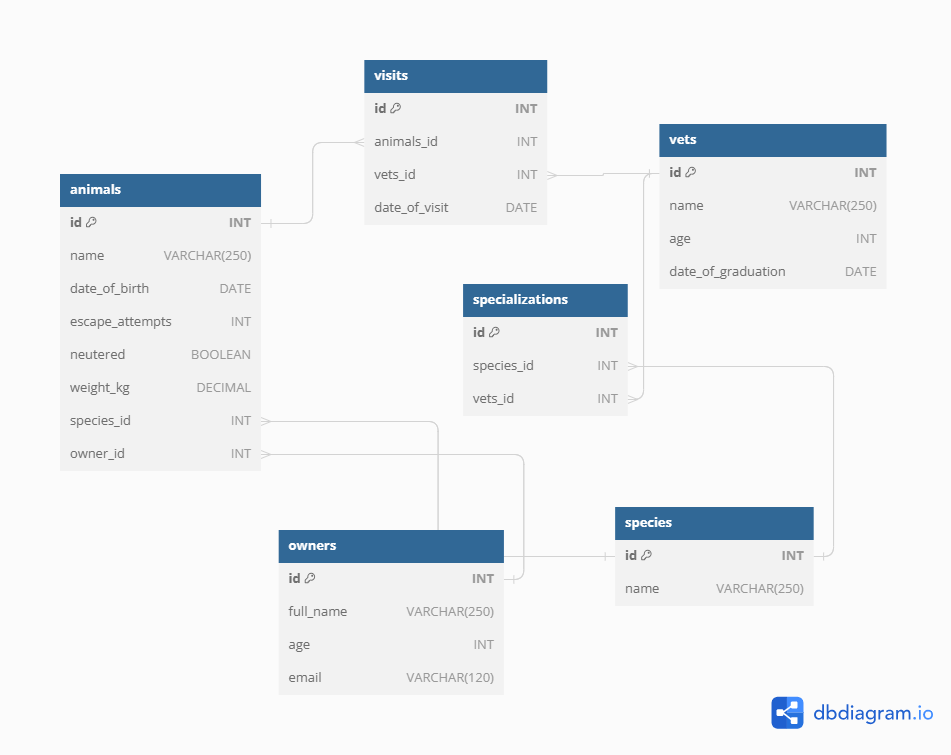 visits
id INT
animals_id INT
vets_id INT
date_of_visit DATE
vets
id INT
name VARCHAR(250)
age INT
date_of_graduation DATE
animals
id INT
name VARCHAR(250)
date_of_birth DATE
escape_attempts INT
neutered BOOLEAN
weight_kg DECIMAL
species_id INT
owner_id INT
specializations
id INT
species_id INT
vets_id INT
owners
id INT
full_name VARCHAR(250)
age INT
email VARCHAR(120)
species
id INT
name VARCHAR(250)
dbdiagram.io